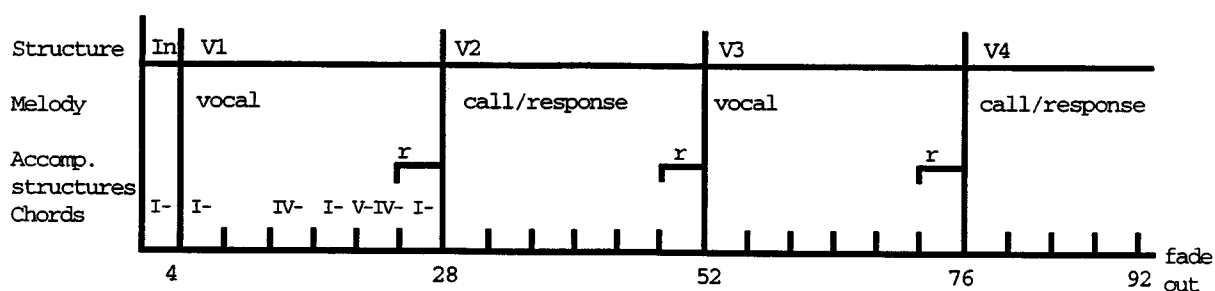 Structure In V1 V2 V3 V4
Melody vocal call/response vocal call/response
Accomp. r r r
structures
Chords I- I- IV- I- V-IV- I-
fade
4 28 52 76 92 out